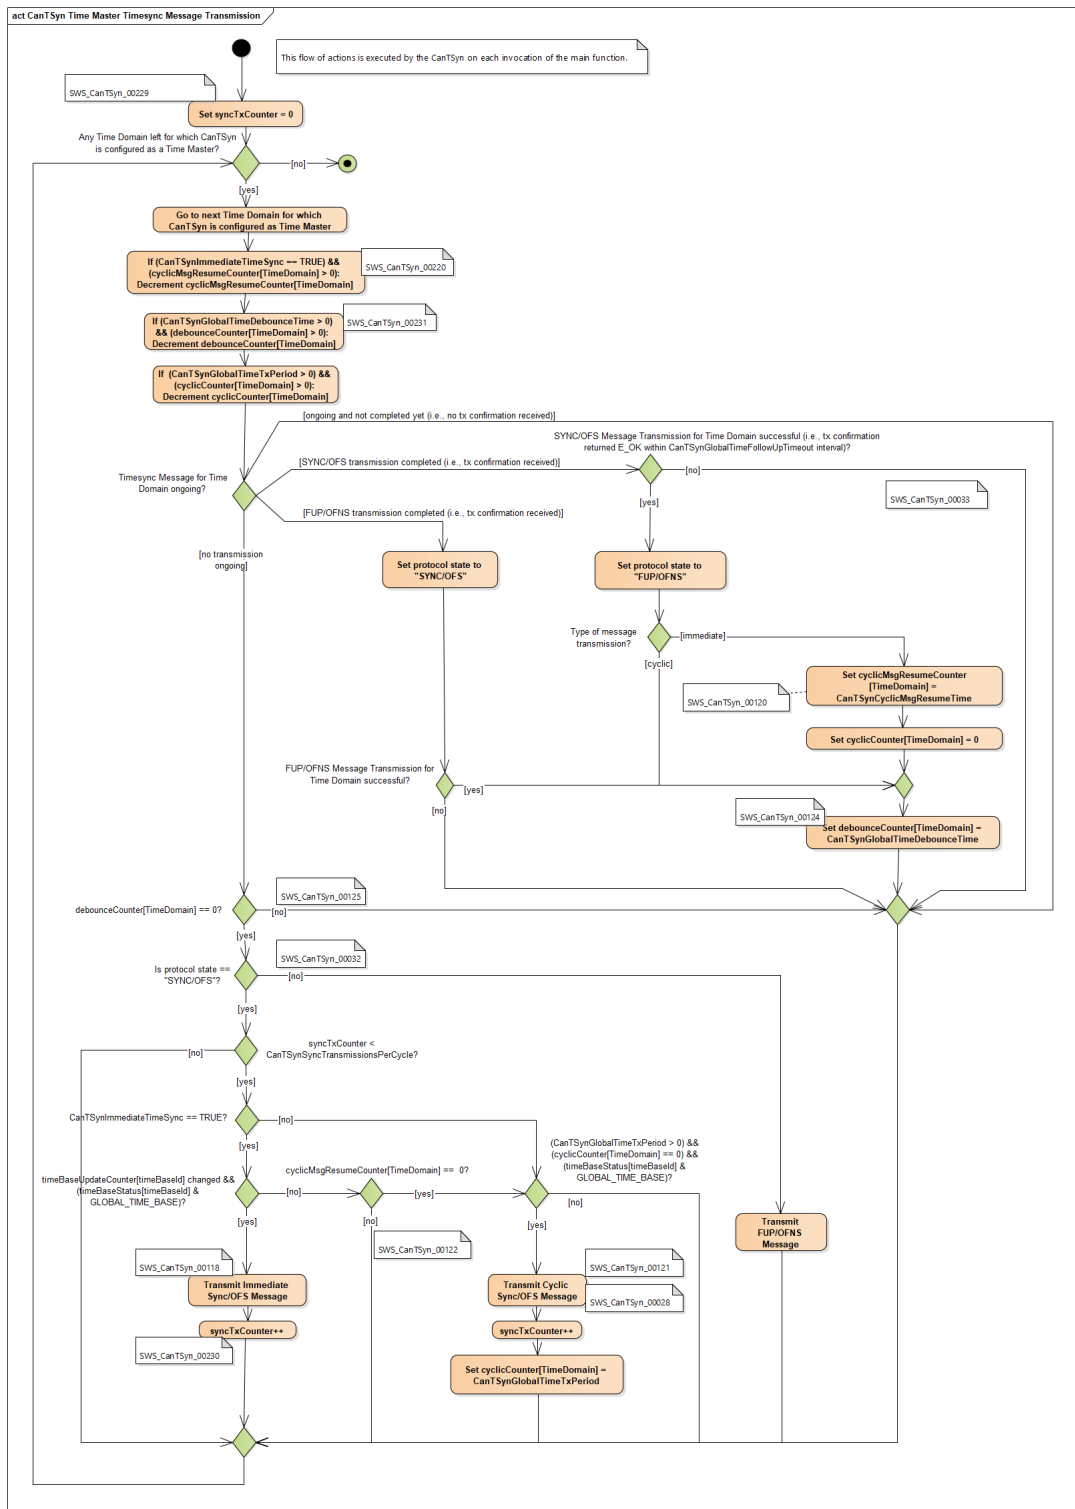 act CanTSyn Time Master Timesync Message Transmission
This flow of actions is executed by the CanTSyn on each invocation of the main function.
SWS_CanTSyn_00229
Set syncTxCounter = 0
Any Time Domain left for which CanTSyn
is configured as a Time Master?
[no]
[yes]
Go to next Time Domain for which
CanTSyn is configured as Time Master
If (CanTSynImmediateTimeSync == TRUE) &&
(cyclicMsgResumeCounter[TimeDomain] > 0):
Decrement cyclicMsgResumeCounter[TimeDomain]
SWS_CanTSyn_00220
If (CanTSynGlobalTimeDebounceTime > 0)
&& (debounceCounter[TimeDomain] > 0):
Decrement debounceCounter[TimeDomain]
SWS_CanTSyn_00231
If  (CanTSynGlobalTimeTxPeriod > 0) &&
(cyclicCounter[TimeDomain] > 0):
Decrement cyclicCounter[TimeDomain]
[ongoing and not completed yet (i.e., no tx confirmation received)]
SYNC/OFS Message Transmission for Time Domain successful (i.e., tx confirmation
returned E_OK within CanTSynGlobalTimeFollowUpTimeout interval)?
[SYNC/OFS transmission completed (i.e., tx confirmation received)]
[no]
Timesync Message for Time
Domain ongoing?
SWS_CanTSyn_00033
[yes]
[FUP/OFNS transmission completed (i.e., tx confirmation received)]
[no transmission
ongoing]
Set protocol state to
"SYNC/OFS"
Set protocol state to
"FUP/OFNS"
Type of message
transmission?
[immediate]
[cyclic]
Set cyclicMsgResumeCounter
[TimeDomain] =
CanTSynCyclicMsgResumeTime
SWS_CanTSyn_00120
Set cyclicCounter[TimeDomain] = 0
FUP/OFNS Message Transmission for
Time Domain successful?
[yes]
[no]
SWS_CanTSyn_00124
Set debounceCounter[TimeDomain] =
CanTSynGlobalTimeDebounceTime
SWS_CanTSyn_00125
debounceCounter[TimeDomain] == 0?
[no]
[yes]
SWS_CanTSyn_00032
Is protocol state ==
"SYNC/OFS"?
[no]
[yes]
syncTxCounter <
CanTSynSyncTransmissionsPerCycle?
[no]
[yes]
CanTSynImmediateTimeSync == TRUE?
[no]
[yes]
(CanTSynGlobalTimeTxPeriod > 0) &&
(cyclicCounter[TimeDomain] == 0) &&
(timeBaseStatus[timeBaseId] &
GLOBAL_TIME_BASE)?
timeBaseUpdateCounter[timeBaseId] changed &&
(timeBaseStatus[timeBaseId] &
GLOBAL_TIME_BASE)?
cyclicMsgResumeCounter[TimeDomain] ==  0?
[no]
[yes]
[no]
[yes]
[no]
[yes]
Transmit
FUP/OFNS
Message
SWS_CanTSyn_00122
SWS_CanTSyn_00118
SWS_CanTSyn_00121
Transmit Immediate
Sync/OFS Message
Transmit Cyclic
Sync/OFS Message
SWS_CanTSyn_00028
syncTxCounter++
syncTxCounter++
SWS_CanTSyn_00230
Set cyclicCounter[TimeDomain] =
CanTSynGlobalTimeTxPeriod